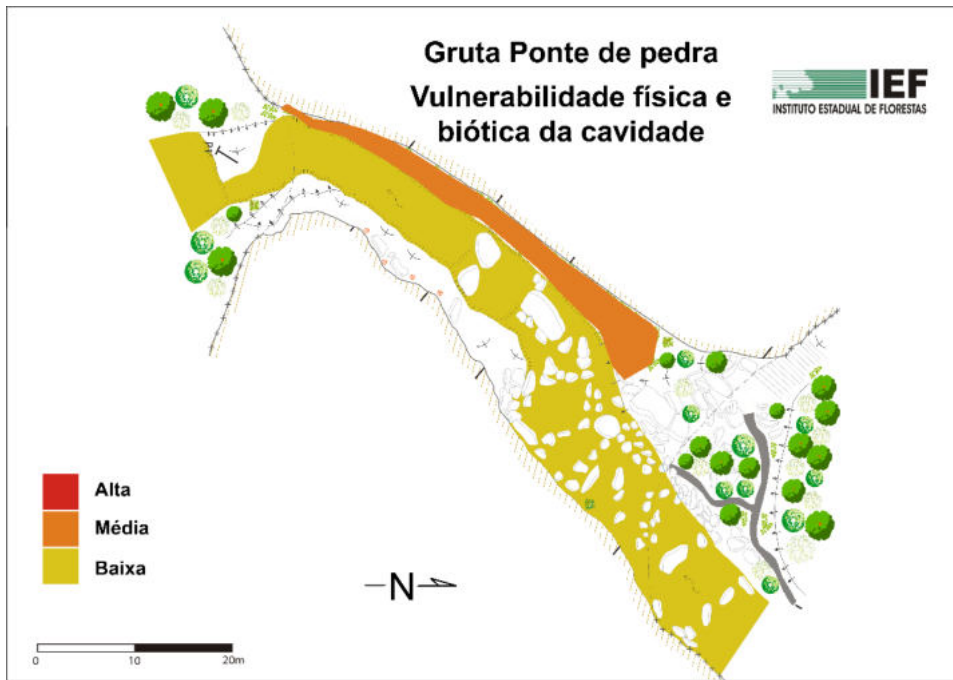 Gruta Ponte de pedra
Vulnerabilidade física e
biótica da cavidade
IEF
INSTITUTO ESTADUAL DE FLORESTAS
Alta
Média
Baixa
N
0 10 20m